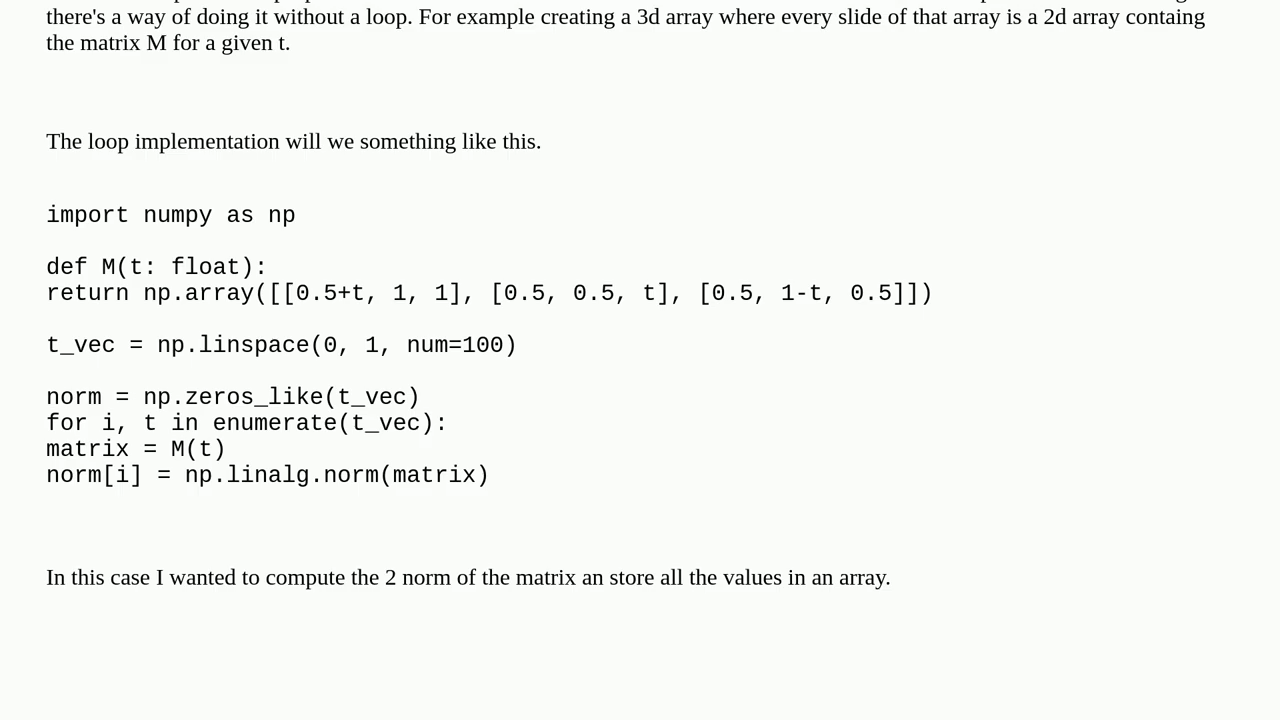 there's a way of doing it without a loop. For example creating a 3d array where every slide of that array is a 2d array containg
the matrix M for a given t.
The loop implementation will we something like this.
import numpy as np
def M(t: float):
return np.array([[0.5+t, 1, 1], [0.5, 0.5, t], [0.5, 1-t, 0.5]])
t_vec = np.linspace(0, 1, num=100)
norm = np.zeros_like(t_vec)
for i, t in enumerate(t_vec):
matrix = M(t)
norm[i] = np.linalg.norm(matrix)
In this case I wanted to compute the 2 norm of the matrix an store all the values in an array.